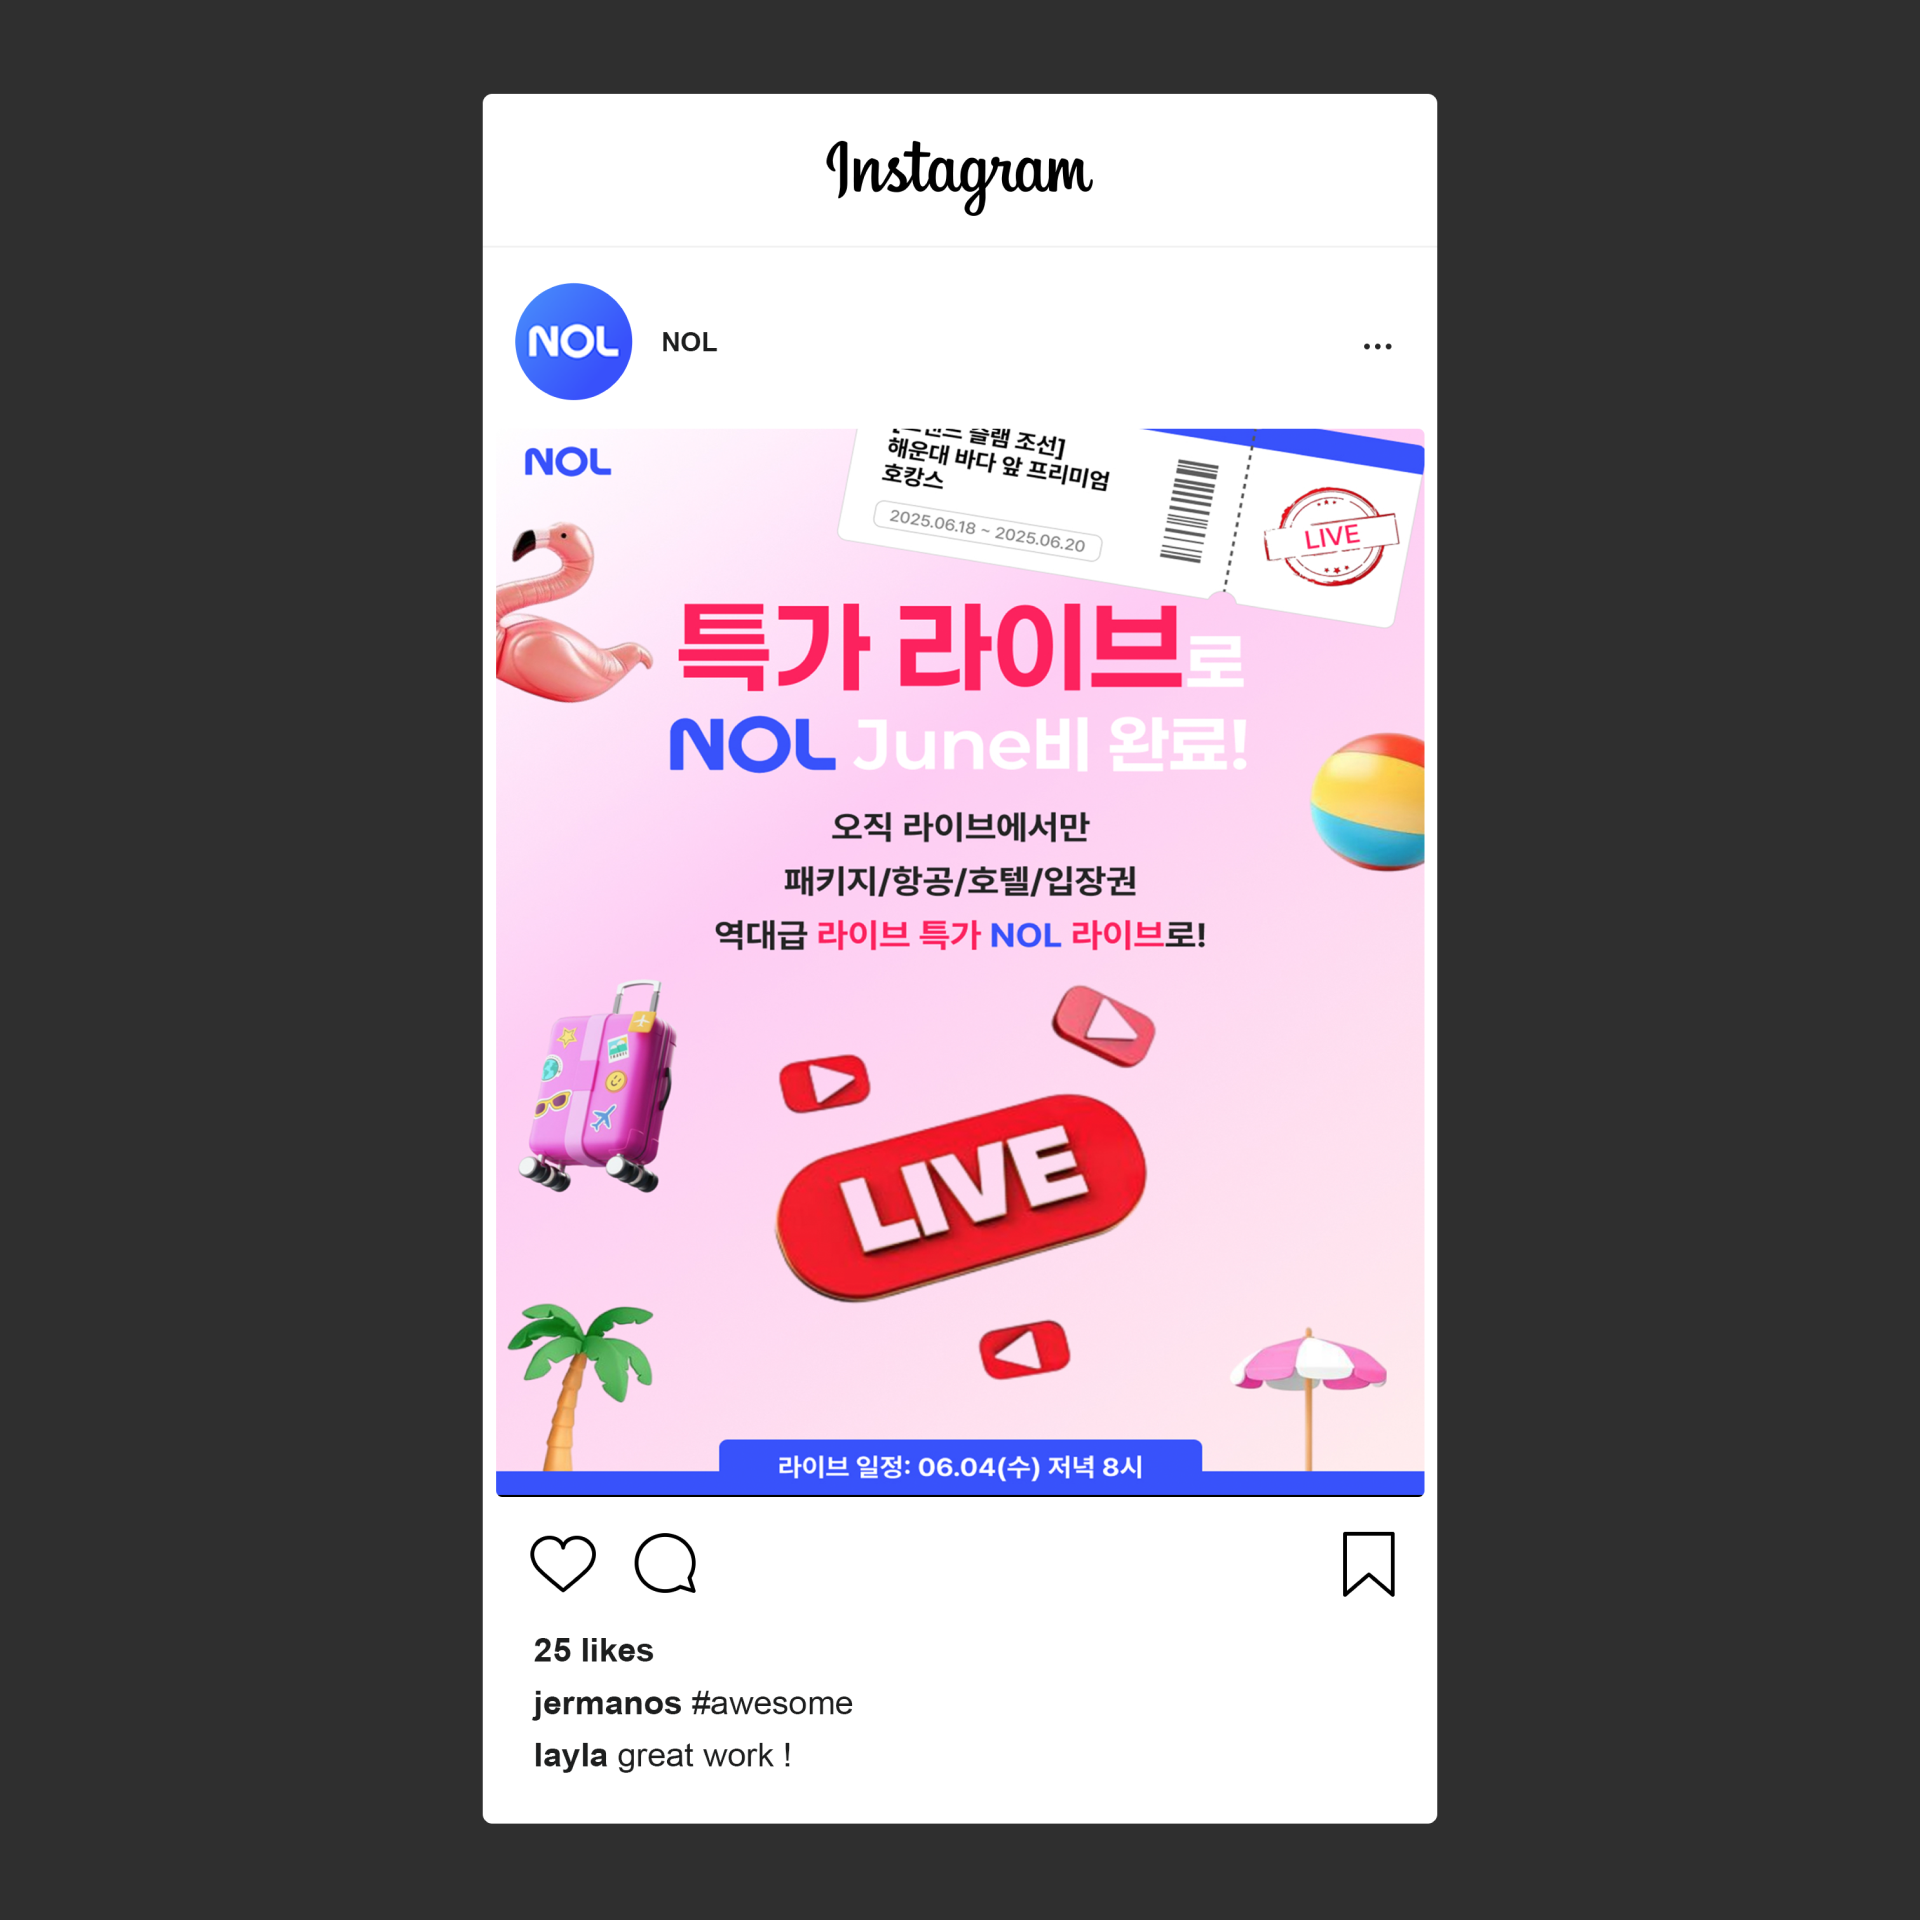 Instagram
NOL
NOL
NOL
슬램 조선]
해운대 바다 앞 프리미엄
호캉스
2025.06.18 ~ 2025.06.20
LIVE
특가 라이브로
NOL June비 완료!
오직 라이브에서만
패키지/항공/호텔/입장권
역대급 라이브 특가 NOL 라이브로!
LIVE
라이브 일정: 06.04(수) 저녁 8시
25 likes
jermanos #awesome
layla great work !